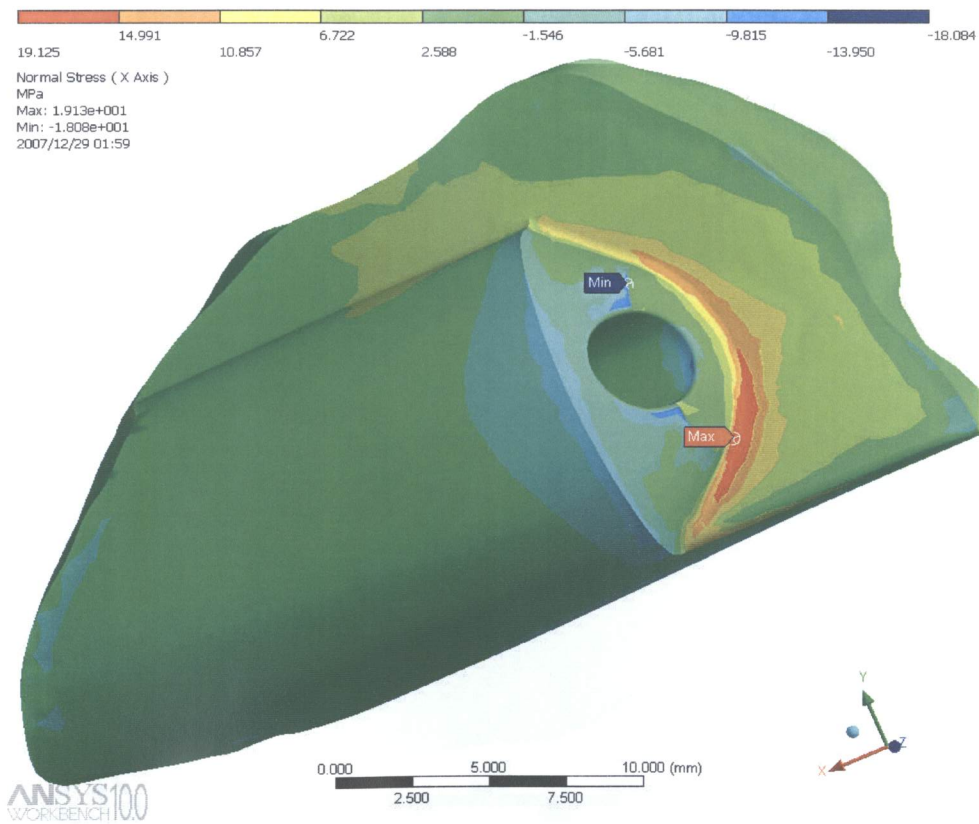 19.125 14.991 10.857 6.722 2.588 -1.546 -5.681 -9.815 -13.950 -18.084
Normal Stress ( X Axis )
MPa
Max: 1.913e+001
Min: -1.808e+001
2007/12/29 01:59
Min
Max
Y
Z
X
0.000 5.000 10.000 (mm)
2.500 7.500
ANSYS 10.0
WORKBENCH